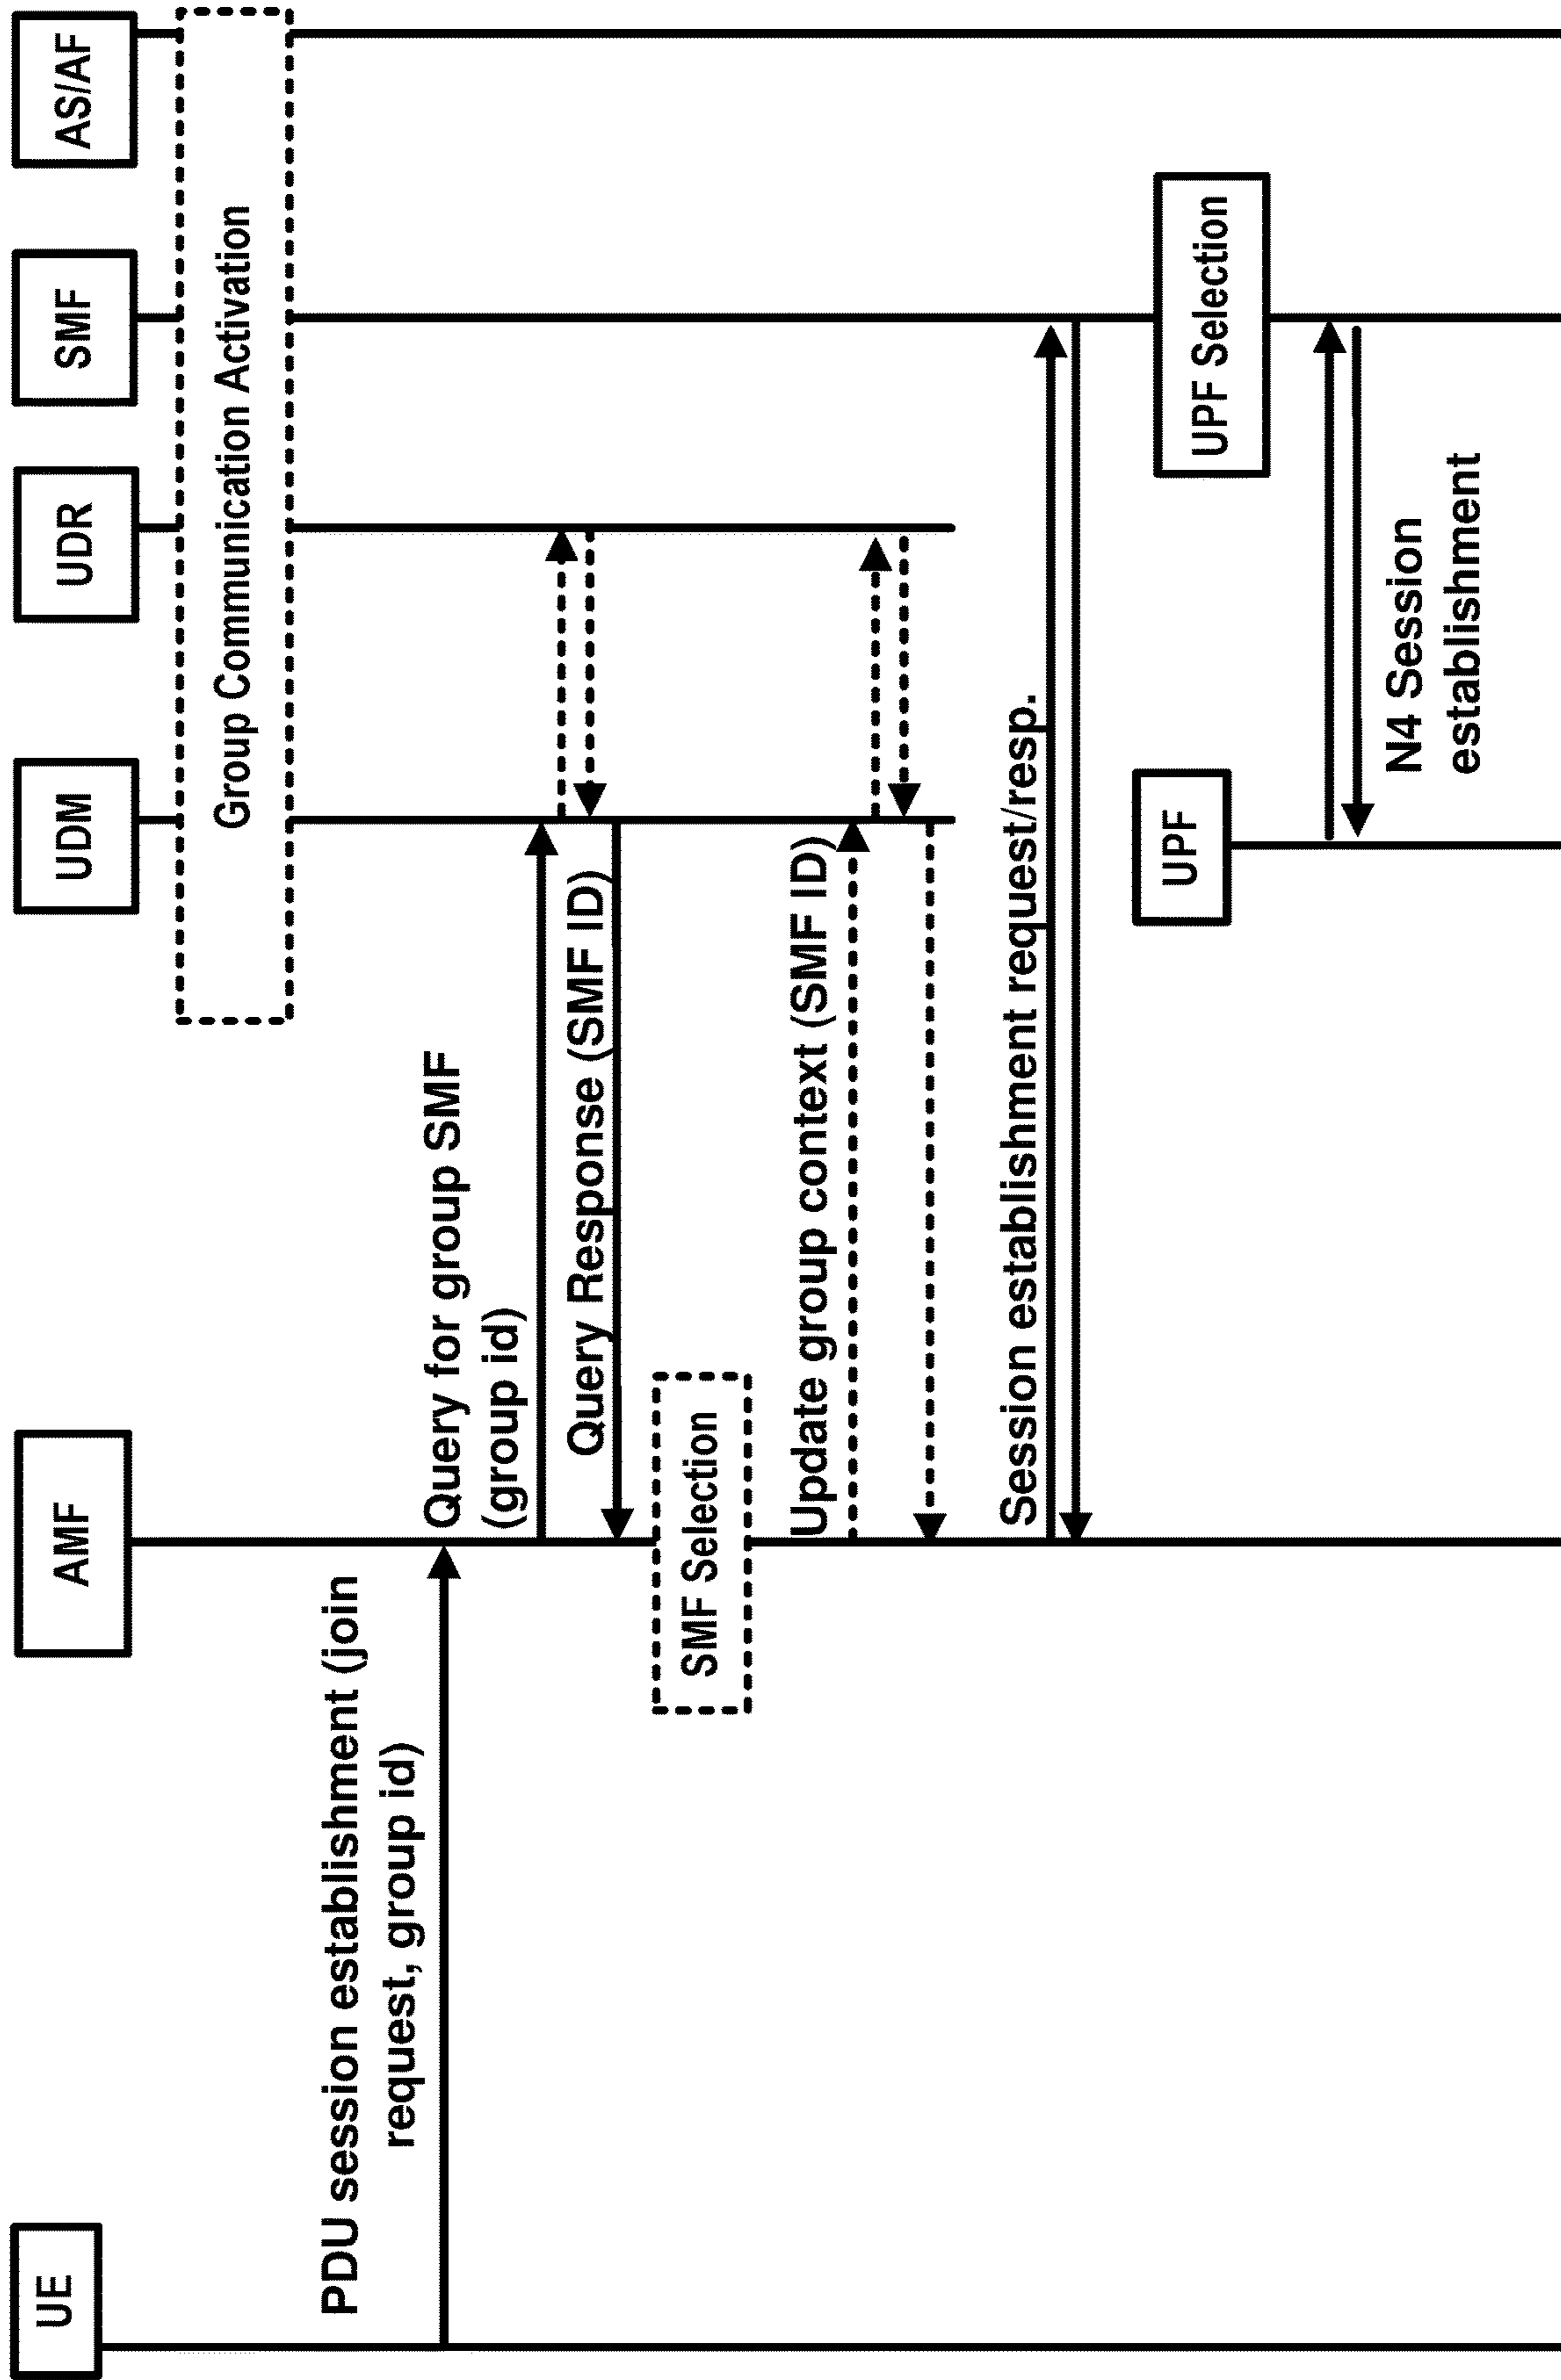 UE
AMF
UDM
UDR
SMF
AS/AF
Group Communication Activation
PDU session establishment (join
request, group id)
Query for group SMF
(group id)
Query Response (SMF ID)
SMF Selection
Update group context (SMF ID)
Session establishment request/resp.
UPF
UPF Selection
N4 Session
establishment